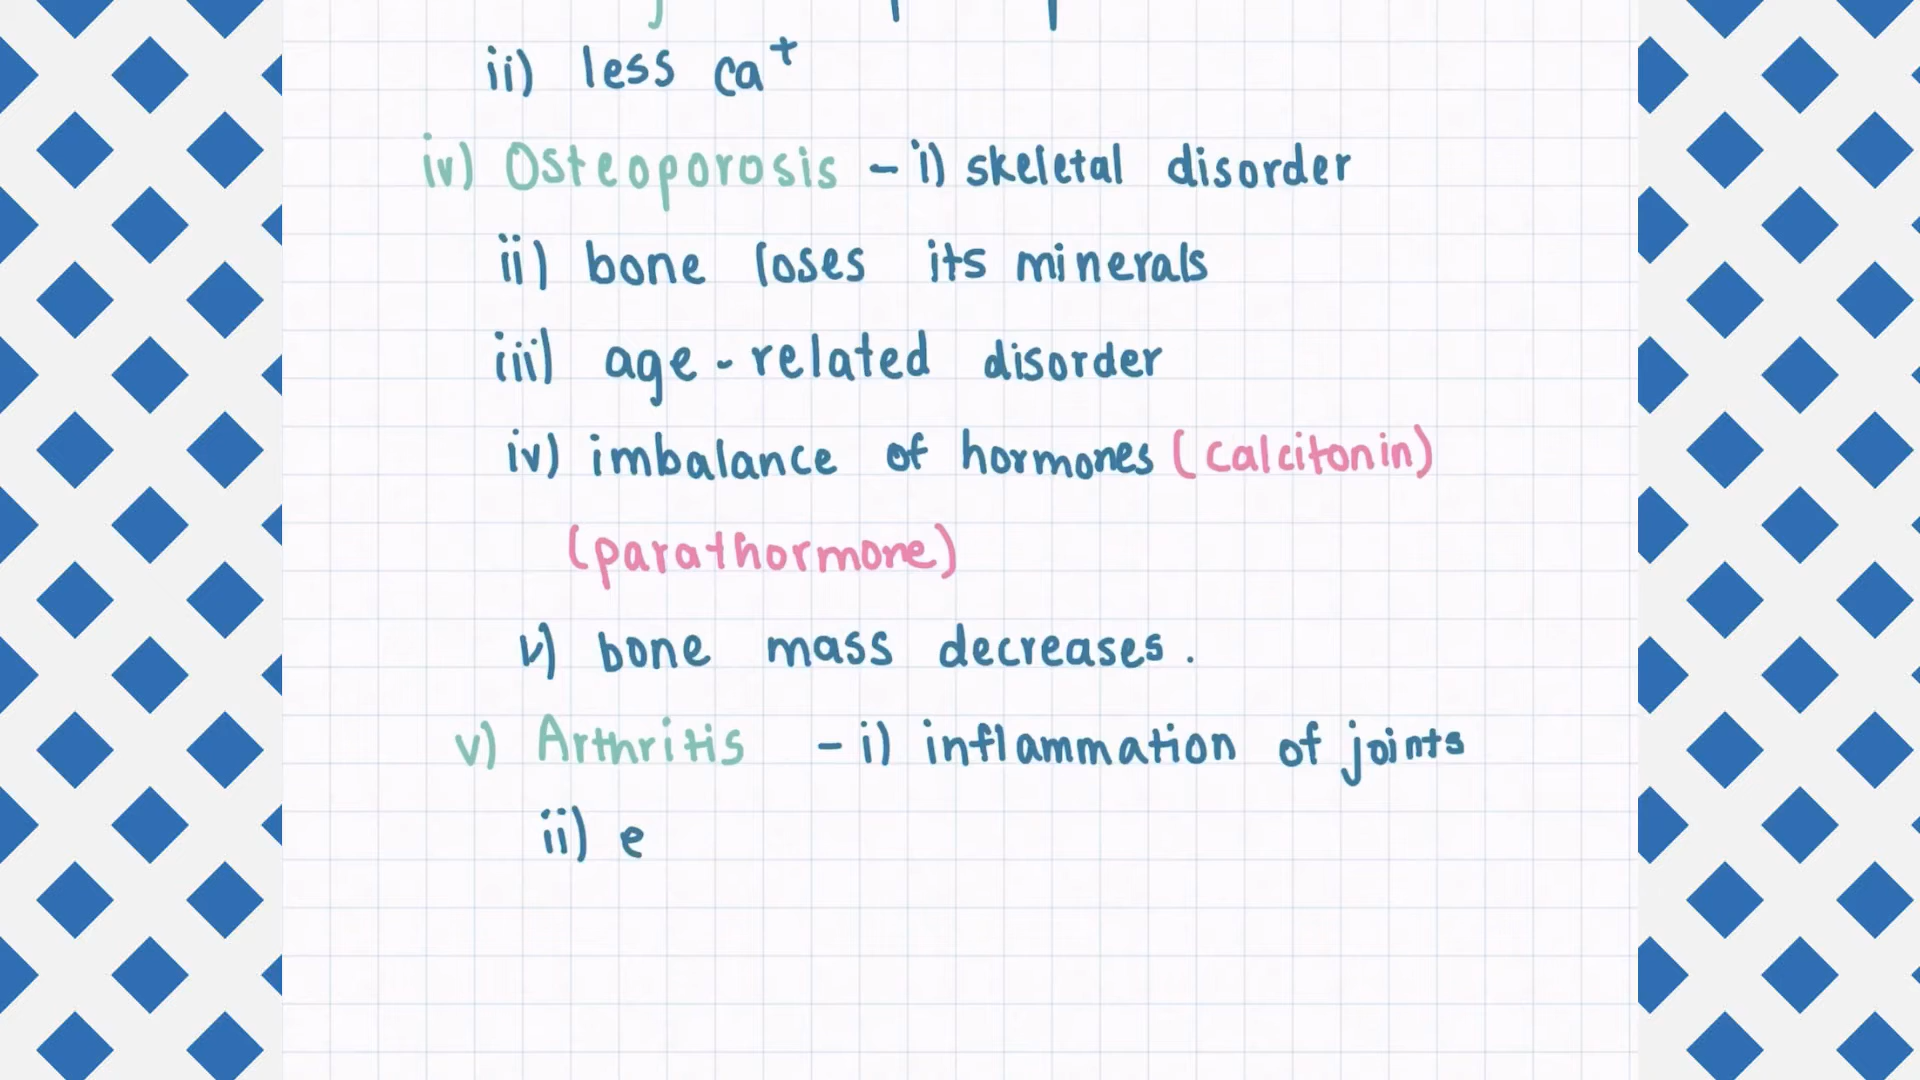 ii) less ca⁺
iv) Osteoporosis - i) skeletal disorder
ii) bone loses its minerals
iii) age-related disorder
iv) imbalance of hormones (calcitonin)
(parathormone)
v) bone mass decreases.
v) Arthritis - i) inflammation of joints
ii) e